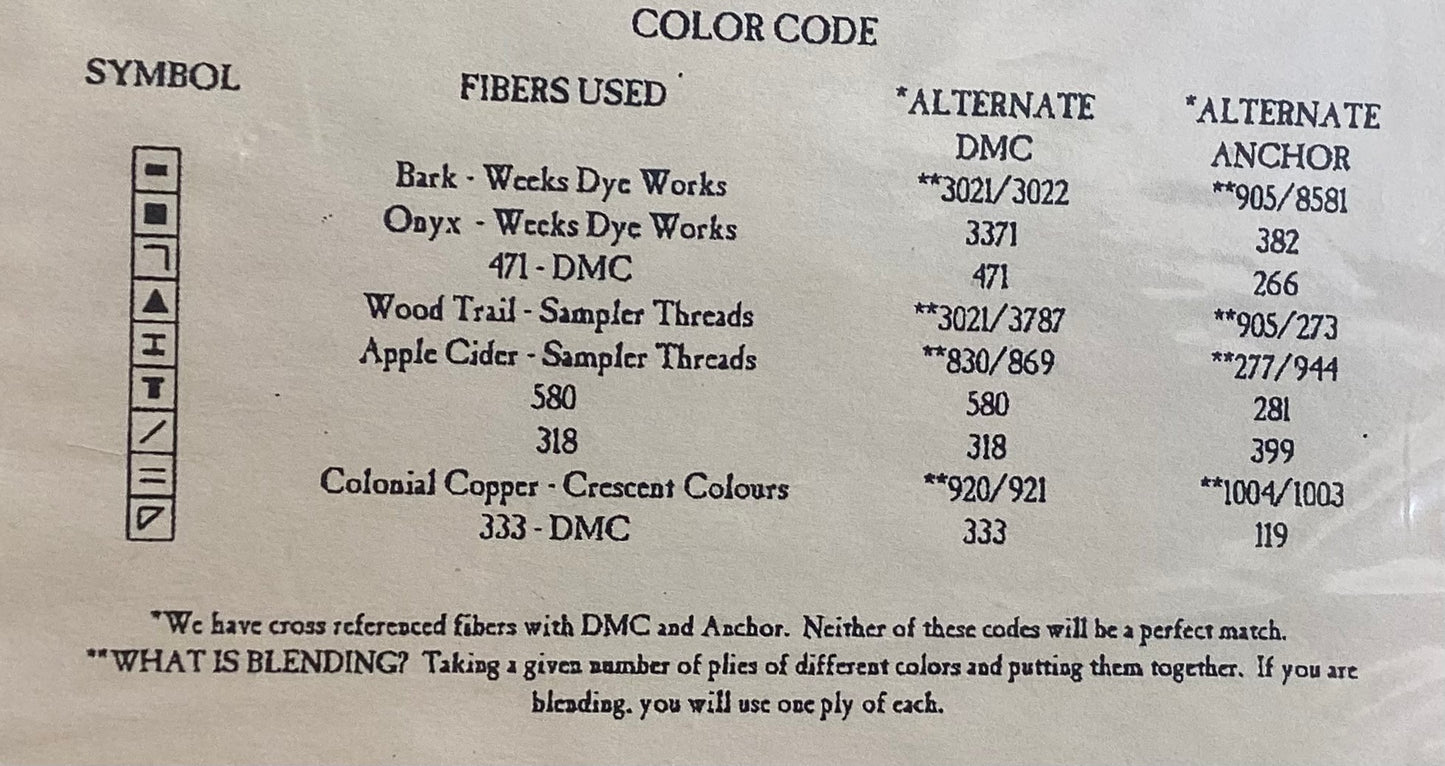 COLOR CODE
SYMBOL FIBERS USED *ALTERNATE DMC *ALTERNATE ANCHOR
Bark - Weeks Dye Works **3021/3022 **905/8581
Onyx - Weeks Dye Works 3371 382
471 - DMC 471 266
Wood Trail - Sampler Threads **3021/3787 **905/273
Apple Cider - Sampler Threads **830/869 **277/944
580 580 281
318 318 399
Colonial Copper - Crescent Colours **920/921 **1004/1003
333 - DMC 333 119
*We have cross referenced fibers with DMC and Anchor. Neither of these codes will be a perfect match.
**WHAT IS BLENDING? Taking a given number of plies of different colors and putting them together. If you are
blending. you will use one ply of each.